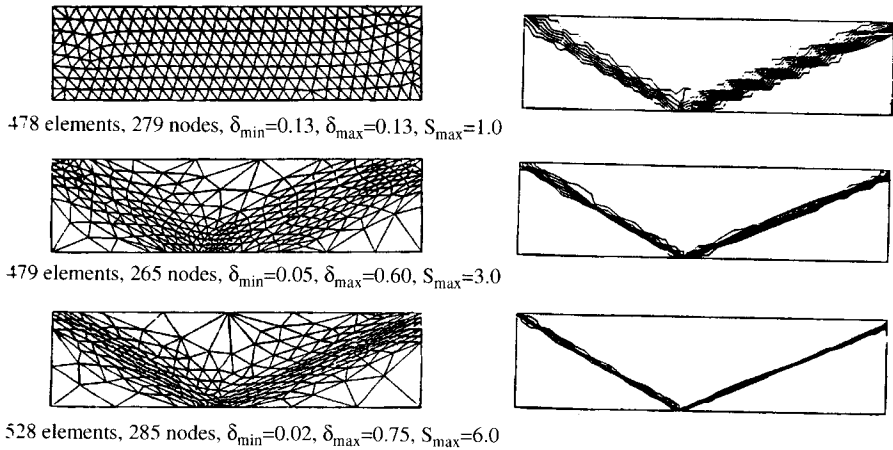 478 elements, 279 nodes, δmin=0.13, δmax=0.13, Smax=1.0
479 elements, 265 nodes, δmin=0.05, δmax=0.60, Smax=3.0
528 elements, 285 nodes, δmin=0.02, δmax=0.75, Smax=6.0